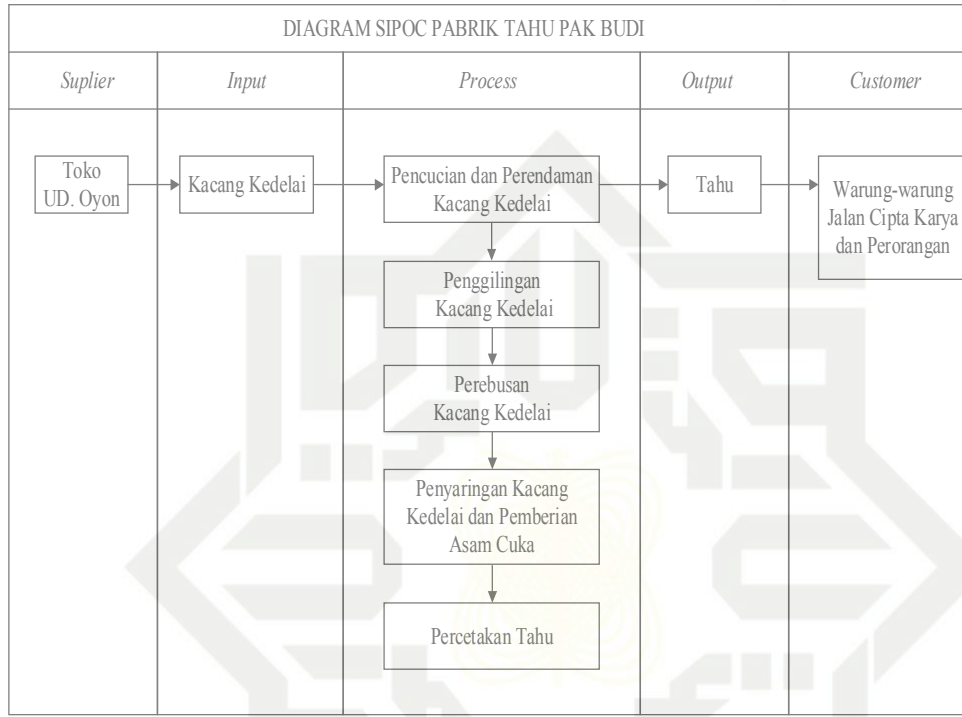 DIAGRAM SIPOC PABRIK TAHU PAK BUDI
Suplier
Input
Process
Output
Customer
Toko
UD. Oyon
Kacang Kedelai
Pencucian dan Perendaman
Kacang Kedelai
Tahu
Warung-warung
Jalan Cipta Karya
dan Perorangan
Penggilingan
Kacang Kedelai
Perebusan
Kacang Kedelai
Penyaringan Kacang
Kedelai dan Pemberian
Asam Cuka
Percetakan Tahu